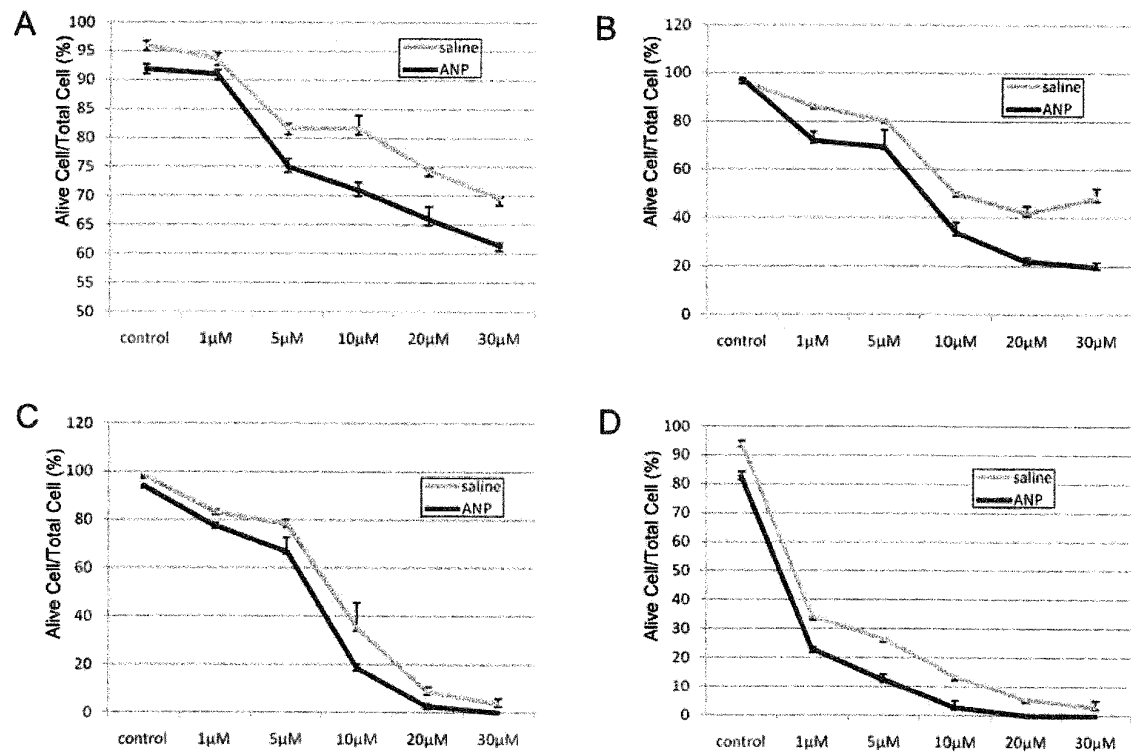 A
Alive Cell/Total Cell (%)
100
95
90
85
80
75
70
65
60
55
50
saline
ANP
control 1µM 5µM 10µM 20µM 30µM
B
Alive Cell/Total Cell (%)
120
100
80
60
40
20
0
saline
ANP
control 1µM 5µM 10µM 20µM 30µM
C
Alive Cell/Total Cell (%)
120
100
80
60
40
20
0
saline
ANP
control 1µM 5µM 10µM 20µM 30µM
D
Alive Cell/Total Cell (%)
100
90
80
70
60
50
40
30
20
10
0
saline
ANP
control 1µM 5µM 10µM 20µM 30µM